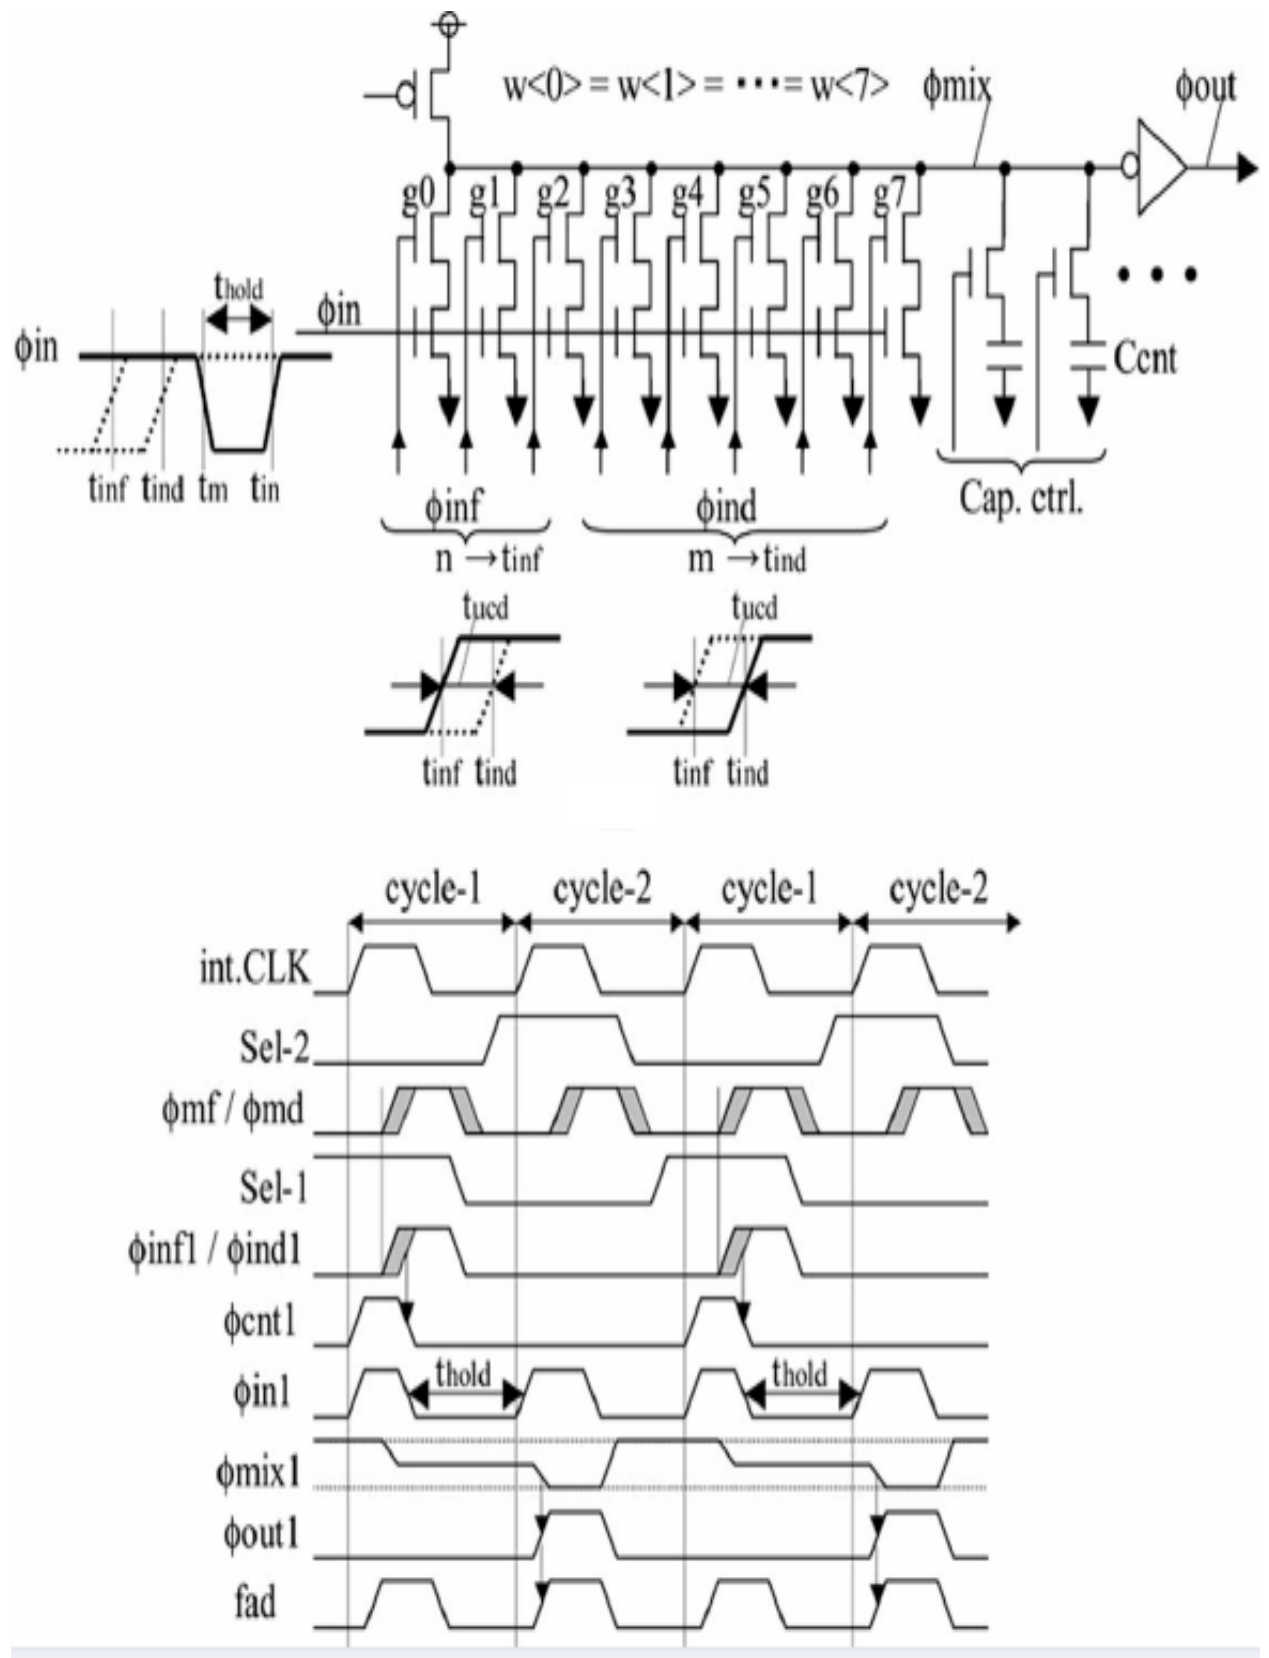 w<0> = w<1> = ••• = w<7> ϕmix ϕout
g0 g1 g2 g3 g4 g5 g6 g7
thold
ϕin
ϕin
Ccnt
tinf tind tm tin
ϕinf ϕind Cap. ctrl.
n →tinf m →tind
tucd tucd
tinf tind tinf tind
cycle-1 cycle-2 cycle-1 cycle-2
int.CLK
Sel-2
ϕmf / ϕmd
Sel-1
ϕinf1 / ϕind1
ϕcnt1
ϕin1 thold thold
ϕmix1
ϕout1
fad